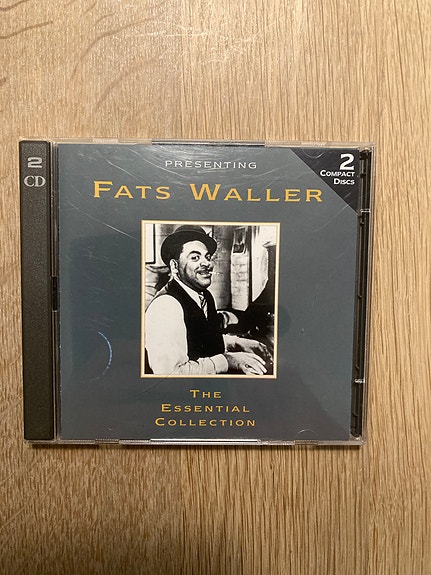 2
CD
PRESENTING
FATS WALLER
2
COMPACT
DISCS
THE
ESSENTIAL
COLLECTION